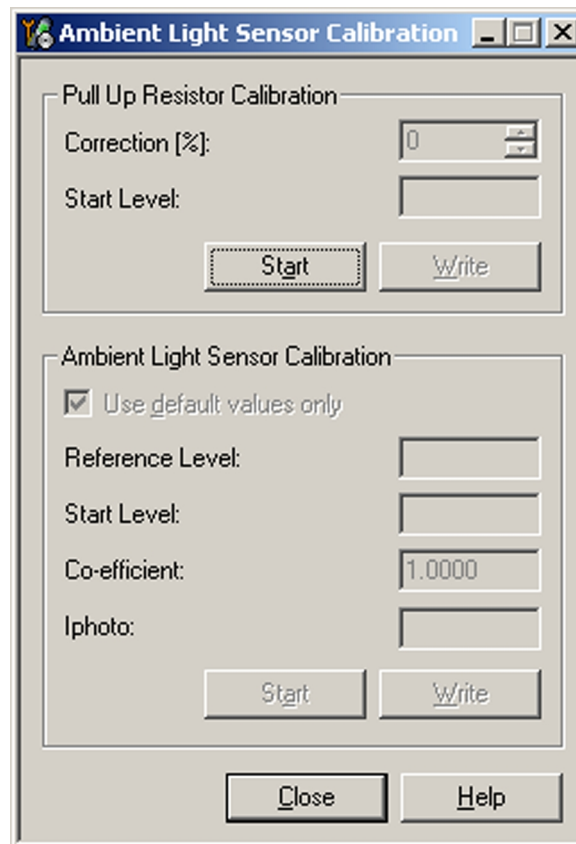 Ambient Light Sensor Calibration
Pull Up Resistor Calibration
Correction [%]: 0
Start Level:
Start Write
Ambient Light Sensor Calibration
Use default values only
Reference Level:
Start Level:
Co-efficient: 1.0000
Iphoto:
Start Write
Close Help